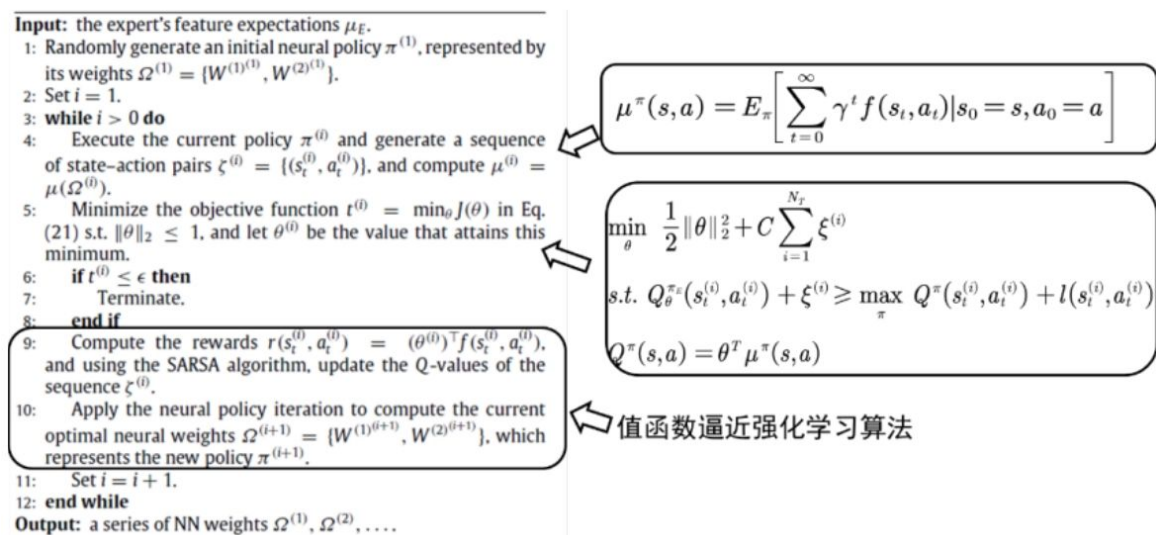 Input: the expert's feature expectations μ_E.
1: Randomly generate an initial neural policy π^(1), represented by
its weights Ω^(1) = {W^(1)^(1), W^(2)^(1)}.
2: Set i = 1.
3: while i > 0 do
4: Execute the current policy π^(i) and generate a sequence
of state–action pairs ζ^(i) = {(s_t^(i), a_t^(i))}, and compute μ^(i) =
μ(Ω^(i)).
5: Minimize the objective function t^(i) = min_θ J(θ) in Eq.
(21) s.t. ‖θ‖_2 ≤ 1, and let θ^(i) be the value that attains this
minimum.
6: if t^(i) ≤ ϵ then
7: Terminate.
8: end if
9: Compute the rewards r(s_t^(i), a_t^(i)) = (θ^(i))^⊤ f(s_t^(i), a_t^(i)),
and using the SARSA algorithm, update the Q-values of the
sequence ζ^(i).
10: Apply the neural policy iteration to compute the current
optimal neural weights Ω^(i+1) = {W^(1)^(i+1), W^(2)^(i+1)}, which
represents the new policy π^(i+1).
11: Set i = i + 1.
12: end while
Output: a series of NN weights Ω^(1), Ω^(2), . . . .
μ^π(s,a) = E_π[∑_{t=0}^{∞} γ^t f(s_t,a_t)|s_0 = s,a_0 = a]
min_θ 1/2 ‖θ‖_2^2 + C ∑_{i=1}^{N_T} ξ^(i)
s.t. Q_θ^{π_E}(s_t^(i),a_t^(i)) + ξ^(i) ≥ max_π Q^π(s_t^(i),a_t^(i)) + l(s_t^(i),a_t^(i))
Q^π(s,a) = θ^T μ^π(s,a)
值函数逼近强化学习算法